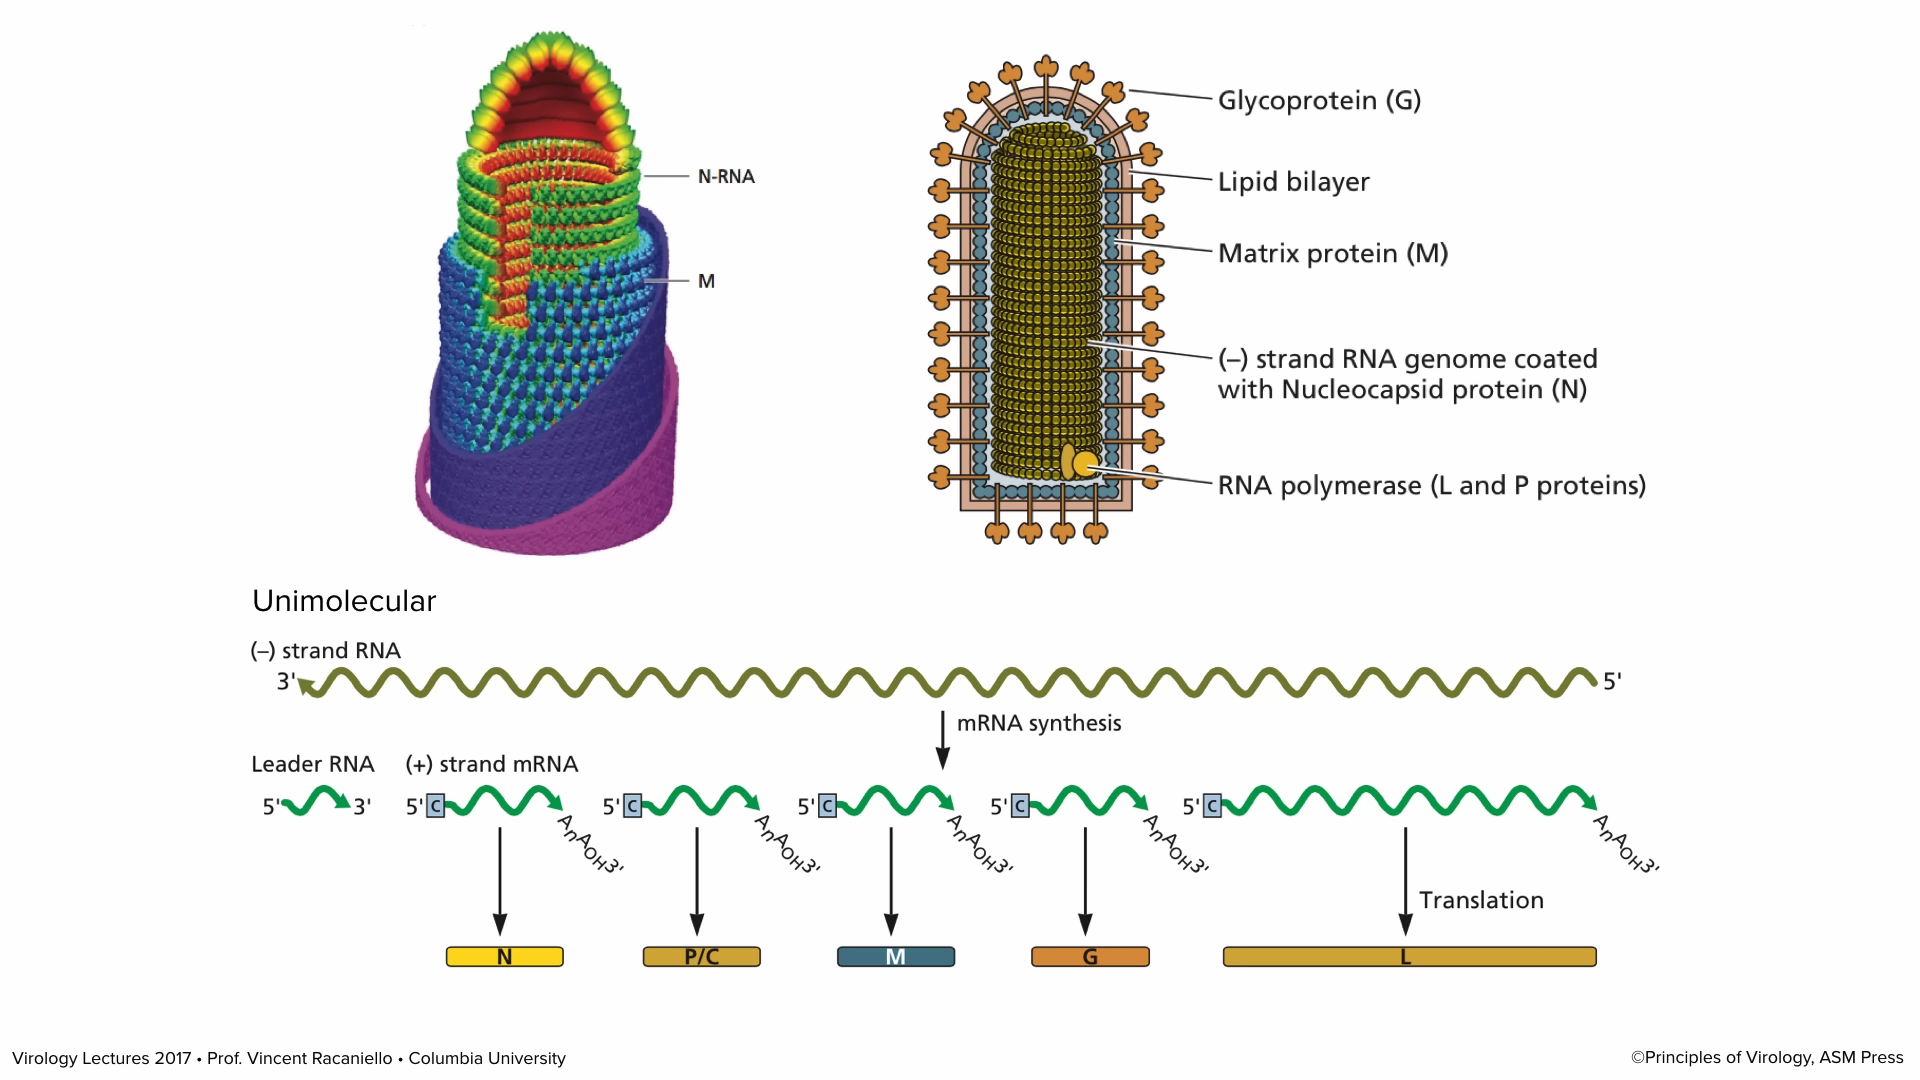 N-RNA
M
Glycoprotein (G)
Lipid bilayer
Matrix protein (M)
(–) strand RNA genome coated
with Nucleocapsid protein (N)
RNA polymerase (L and P proteins)
Unimolecular
(–) strand RNA
3' 5'
mRNA synthesis
Leader RNA (+) strand mRNA
5' 3' 5' C AnAOH3' 5' C AnAOH3' 5' C AnAOH3' 5' C AnAOH3' 5' C AnAOH3'
Translation
N P/C M G L
Virology Lectures 2017 • Prof. Vincent Racaniello • Columbia University
©Principles of Virology, ASM Press